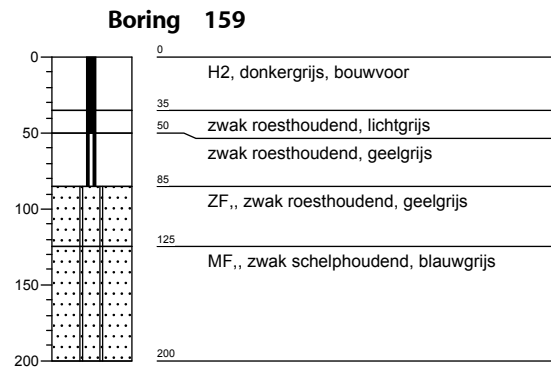 Boring 159
0
0
H2, donkergrijs, bouwvoor
35
zwak roesthoudend, lichtgrijs
50
50
zwak roesthoudend, geelgrijs
85
ZF,, zwak roesthoudend, geelgrijs
100
125
MF,, zwak schelphoudend, blauwgrijs
150
200
200